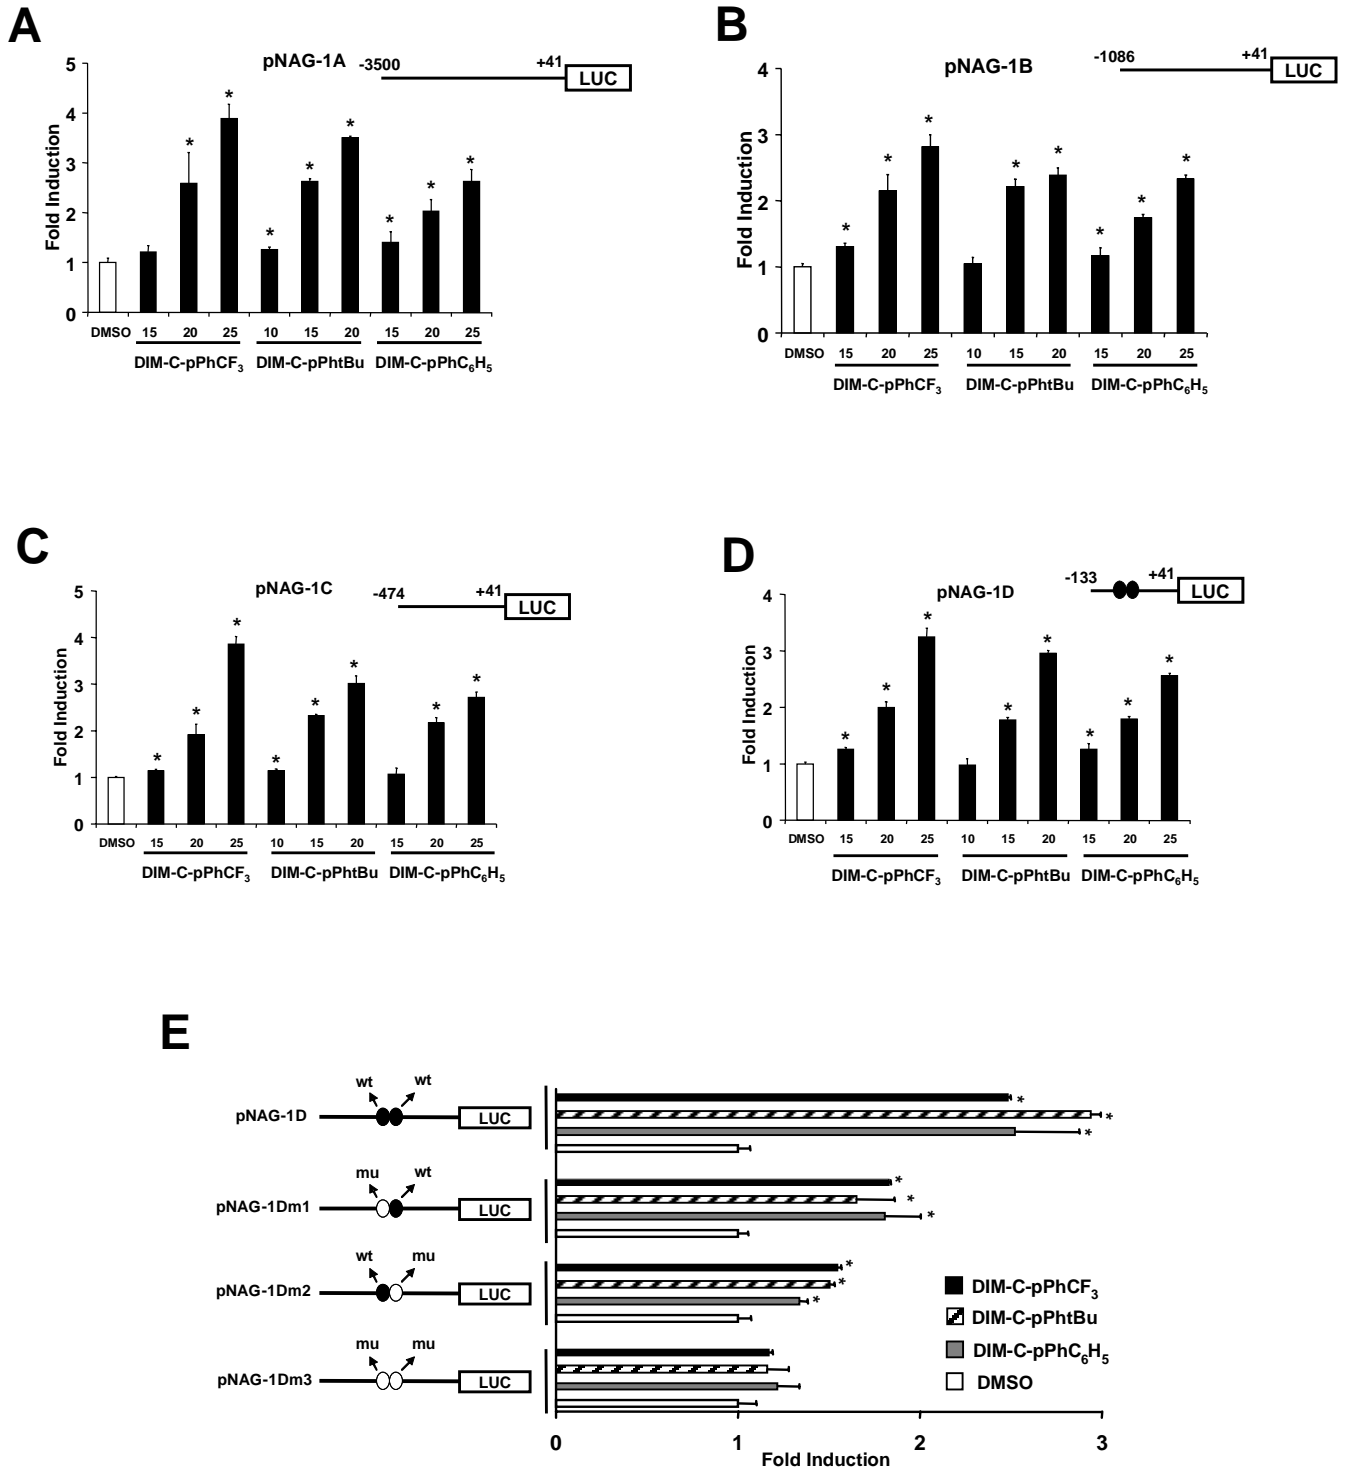 A
pNAG-1A -3500 +41 LUC
5
4
3
2
1
0
Fold Induction
* * * * * * * *
DMSO 15 20 25 10 15 20 15 20 25
DIM-C-pPhCF3 DIM-C-pPhtBu DIM-C-pPhC6H5
B
pNAG-1B -1086 +41 LUC
4
3
2
1
0
Fold Induction
* * * * * * * *
DMSO 15 20 25 10 15 20 15 20 25
DIM-C-pPhCF3 DIM-C-pPhtBu DIM-C-pPhC6H5
C
pNAG-1C -474 +41 LUC
5
4
3
2
1
0
Fold Induction
* * * * * * * *
DMSO 15 20 25 10 15 20 15 20 25
DIM-C-pPhCF3 DIM-C-pPhtBu DIM-C-pPhC6H5
D
pNAG-1D -133 +41 LUC
4
3
2
1
0
Fold Induction
* * * * * * * *
DMSO 15 20 25 10 15 20 15 20 25
DIM-C-pPhCF3 DIM-C-pPhtBu DIM-C-pPhC6H5
E
wt wt
pNAG-1D LUC
* * *
mu wt
pNAG-1Dm1 LUC
* * *
wt mu
pNAG-1Dm2 LUC
* * *
mu mu
pNAG-1Dm3 LUC
DIM-C-pPhCF3
DIM-C-pPhtBu
DIM-C-pPhC6H5
DMSO
0 1 2 3
Fold Induction